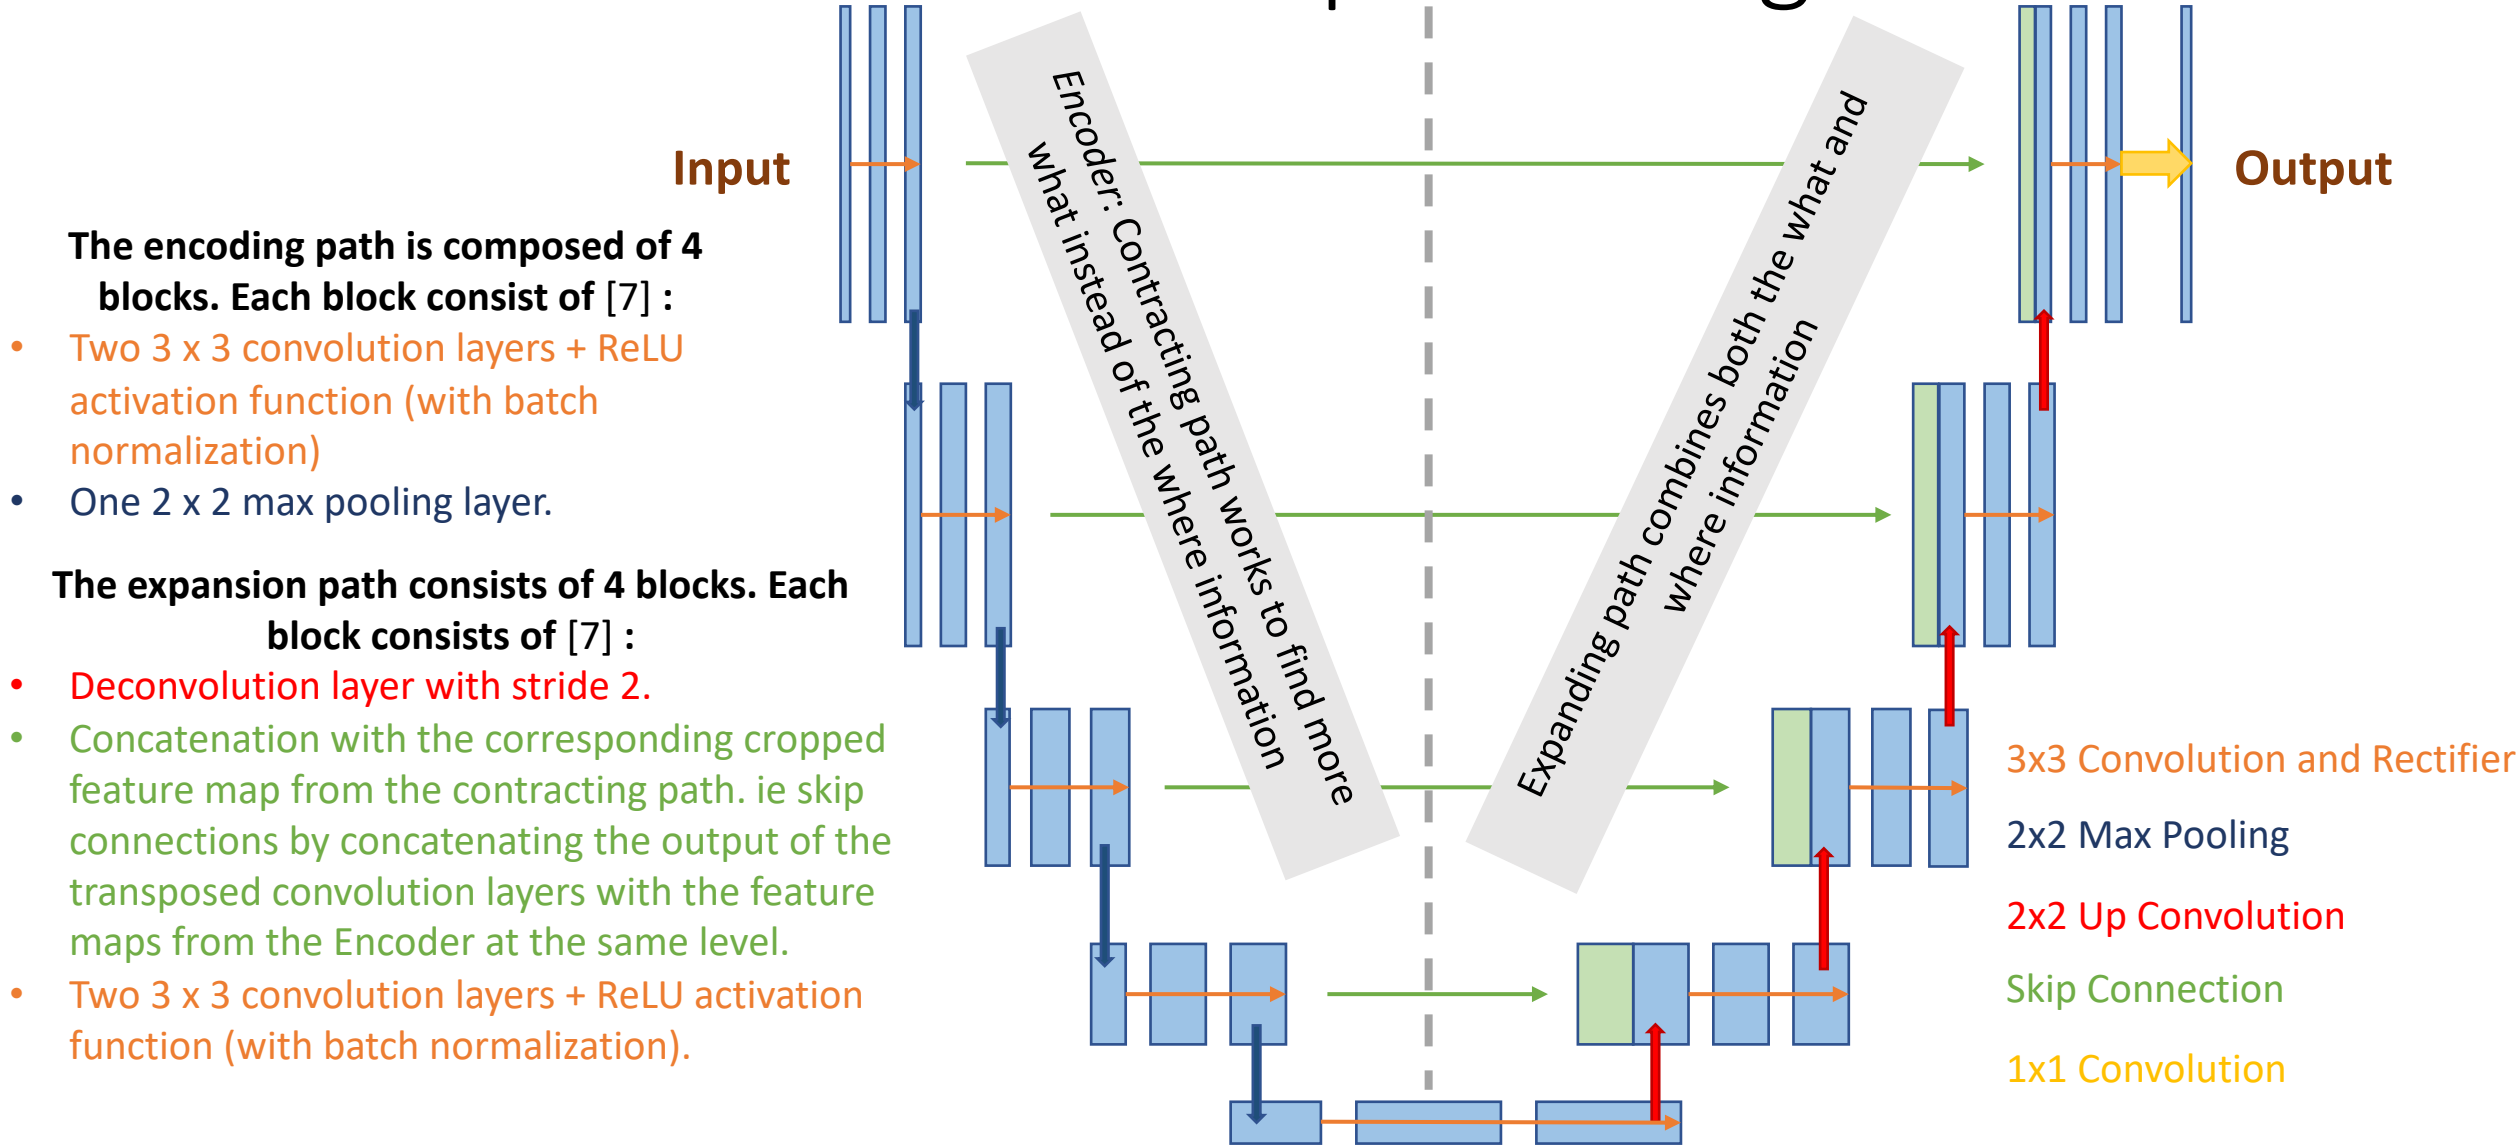 Input
Output
The encoding path is composed of 4
blocks. Each block consist of [7] :
• Two 3 x 3 convolution layers + ReLU
activation function (with batch
normalization)
• One 2 x 2 max pooling layer.
The expansion path consists of 4 blocks. Each
block consists of [7] :
• Deconvolution layer with stride 2.
• Concatenation with the corresponding cropped
feature map from the contracting path. ie skip
connections by concatenating the output of the
transposed convolution layers with the feature
maps from the Encoder at the same level.
• Two 3 x 3 convolution layers + ReLU activation
function (with batch normalization).
Encoder: Contracting path works to find more
what instead of the where information
Expanding path combines both the what and
where information
3x3 Convolution and Rectifier
2x2 Max Pooling
2x2 Up Convolution
Skip Connection
1x1 Convolution